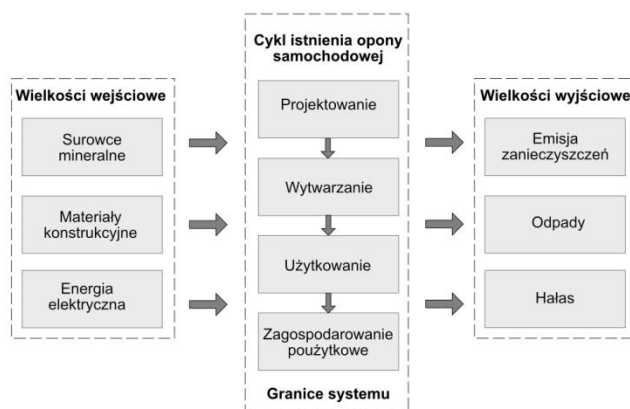 Wielkości wejściowe
Surowce
mineralne
Materiały
konstrukcyjne
Energia
elektryczna
Cykl istnienia opony
samochodowej
Projektowanie
Wytwarzanie
Użytkowanie
Zagospodarowanie
poużytkowe
Granice systemu
Wielkości wyjściowe
Emisja
zanieczyszczeń
Odpady
Hałas